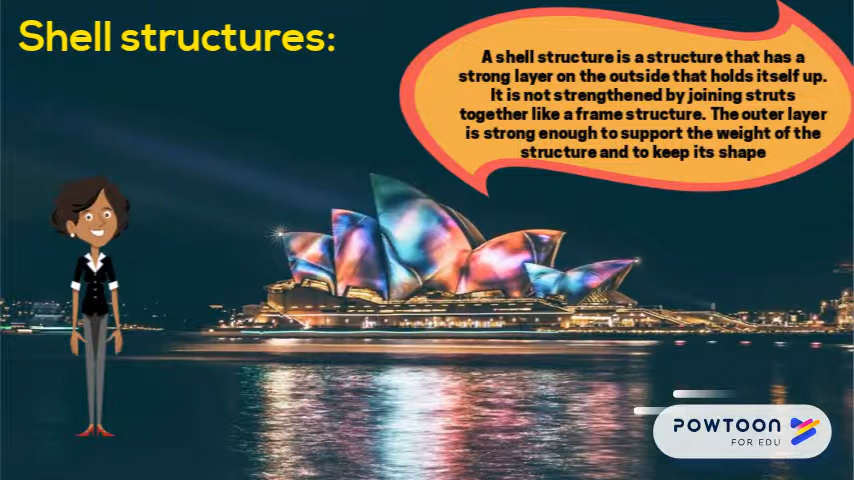 Shell structures:
A shell structure is a structure that has a
strong layer on the outside that holds itself up.
It is not strengthened by joining struts
together like a frame structure. The outer layer
is strong enough to support the weight of the
structure and to keep its shape
POWTOON
FOR EDU